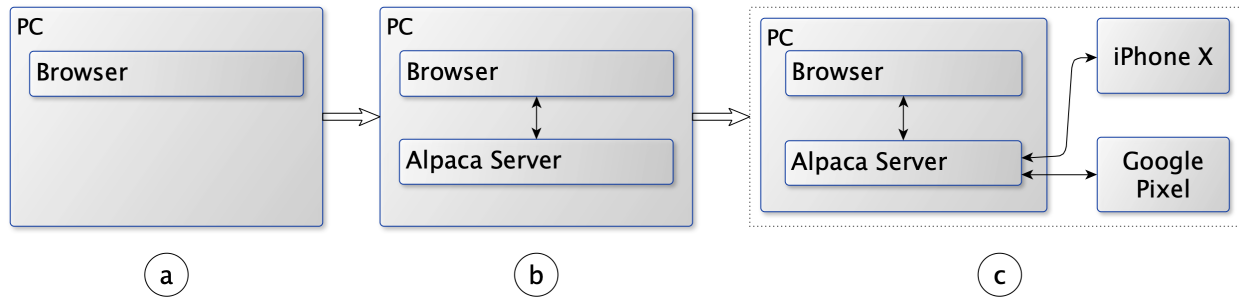 PC
Browser
a
PC
Browser
Alpaca Server
b
PC
Browser
Alpaca Server
iPhone X
Google
Pixel
c